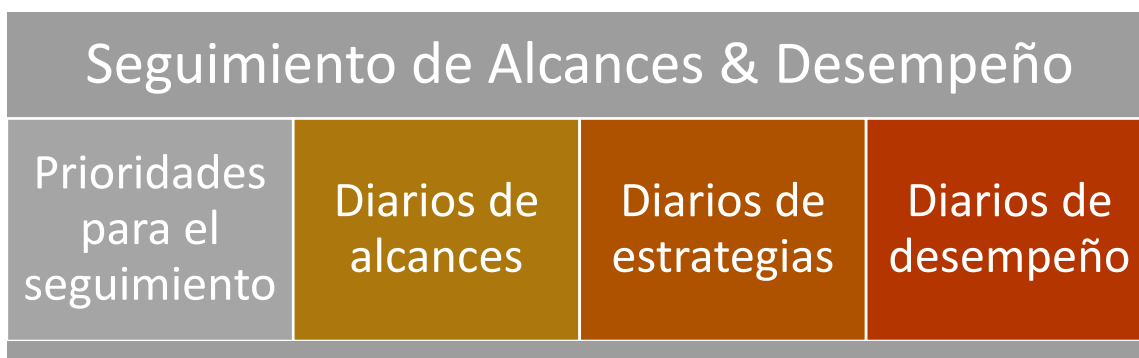 Seguimiento de Alcances & Desempeño
Prioridades
para el
seguimiento
Diarios de
alcances
Diarios de
estrategias
Diarios de
desempeño